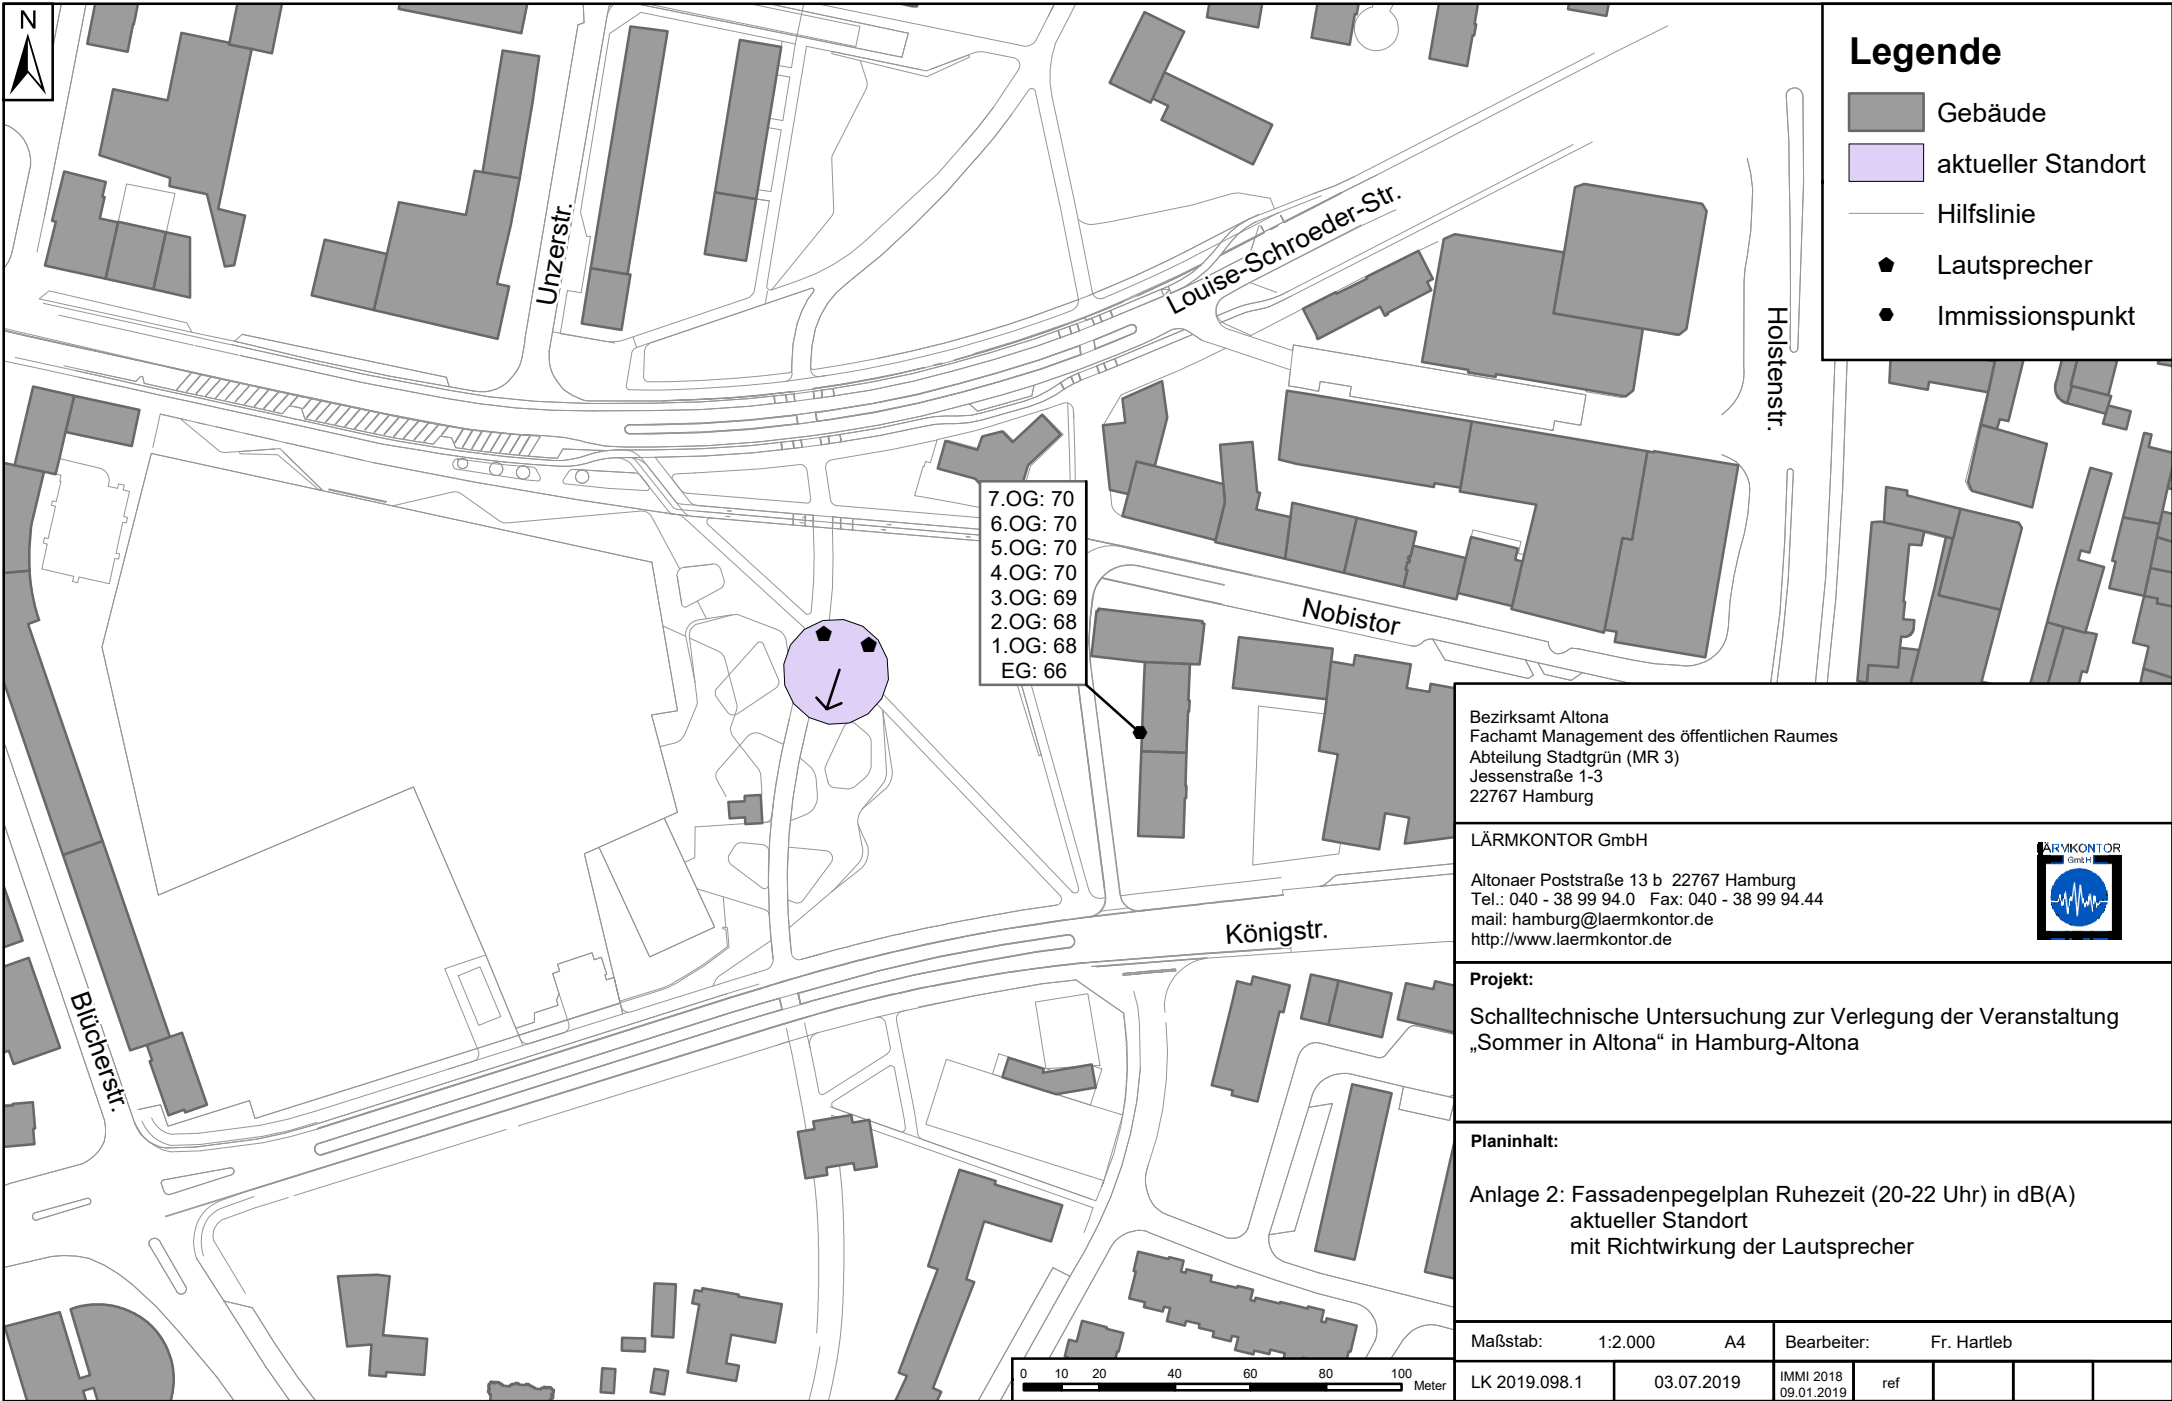 N
Legende
Gebäude
aktueller Standort
Hilfslinie
Lautsprecher
Immissionspunkt
Unzerstr.
Louise-Schroeder-Str.
Holstenstr.
7.OG: 70
6.OG: 70
5.OG: 70
4.OG: 70
3.OG: 69
2.OG: 68
1.OG: 68
EG: 66
Nobistor
Königstr.
Blücherstr.
Bezirksamt Altona
Fachamt Management des öffentlichen Raumes
Abteilung Stadtgrün (MR 3)
Jessenstraße 1-3
22767 Hamburg
LÄRMKONTOR GmbH
Altonaer Poststraße 13 b 22767 Hamburg
Tel.: 040 - 38 99 94.0 Fax: 040 - 38 99 94.44
mail: hamburg@laermkontor.de
http://www.laermkontor.de
LÄRMKONTOR
GmbH
Projekt:
Schalltechnische Untersuchung zur Verlegung der Veranstaltung
„Sommer in Altona“ in Hamburg-Altona
Planinhalt:
Anlage 2: Fassadenpegelplan Ruhezeit (20-22 Uhr) in dB(A)
aktueller Standort
mit Richtwirkung der Lautsprecher
Maßstab: 1:2.000 A4
Bearbeiter: Fr. Hartleb
LK 2019.098.1
03.07.2019
IMMI 2018
09.01.2019
ref
0 10 20 40 60 80 100
Meter